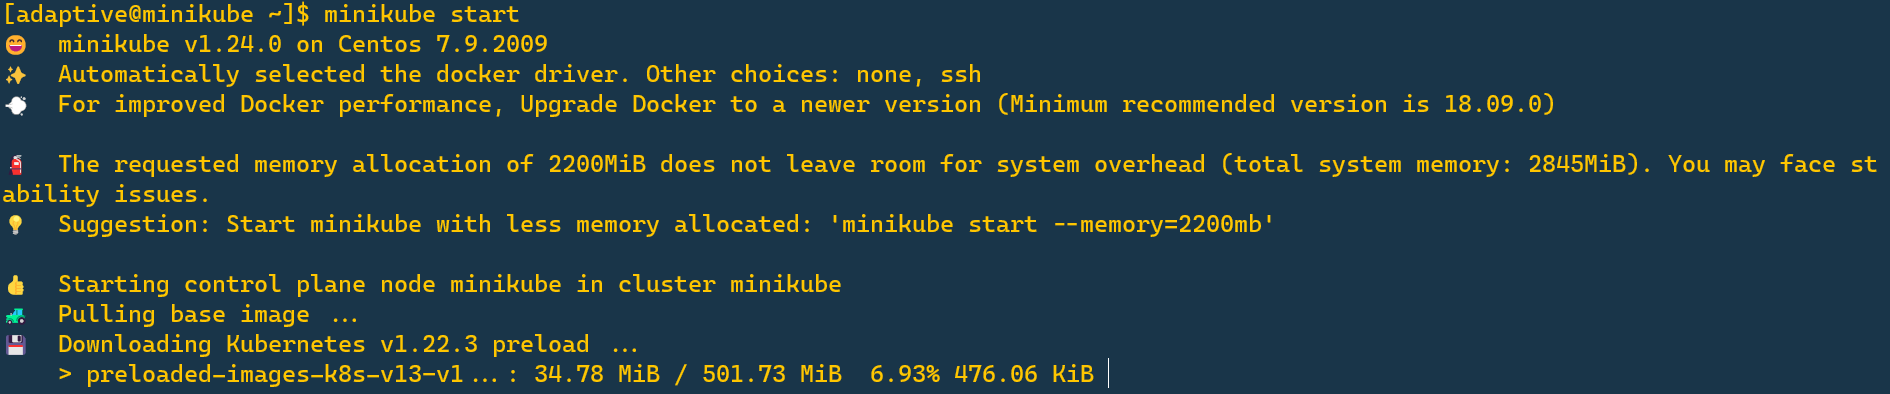 [adaptive@minikube ~]$ minikube start
😄 minikube v1.24.0 on Centos 7.9.2009
✨ Automatically selected the docker driver. Other choices: none, ssh
💨 For improved Docker performance, Upgrade Docker to a newer version (Minimum recommended version is 18.09.0)
🧯 The requested memory allocation of 2200MiB does not leave room for system overhead (total system memory: 2845MiB). You may face st
ability issues.
💡 Suggestion: Start minikube with less memory allocated: 'minikube start --memory=2200mb'
👍 Starting control plane node minikube in cluster minikube
🚜 Pulling base image ...
💾 Downloading Kubernetes v1.22.3 preload ...
> preloaded-images-k8s-v13-v1...: 34.78 MiB / 501.73 MiB 6.93% 476.06 KiB